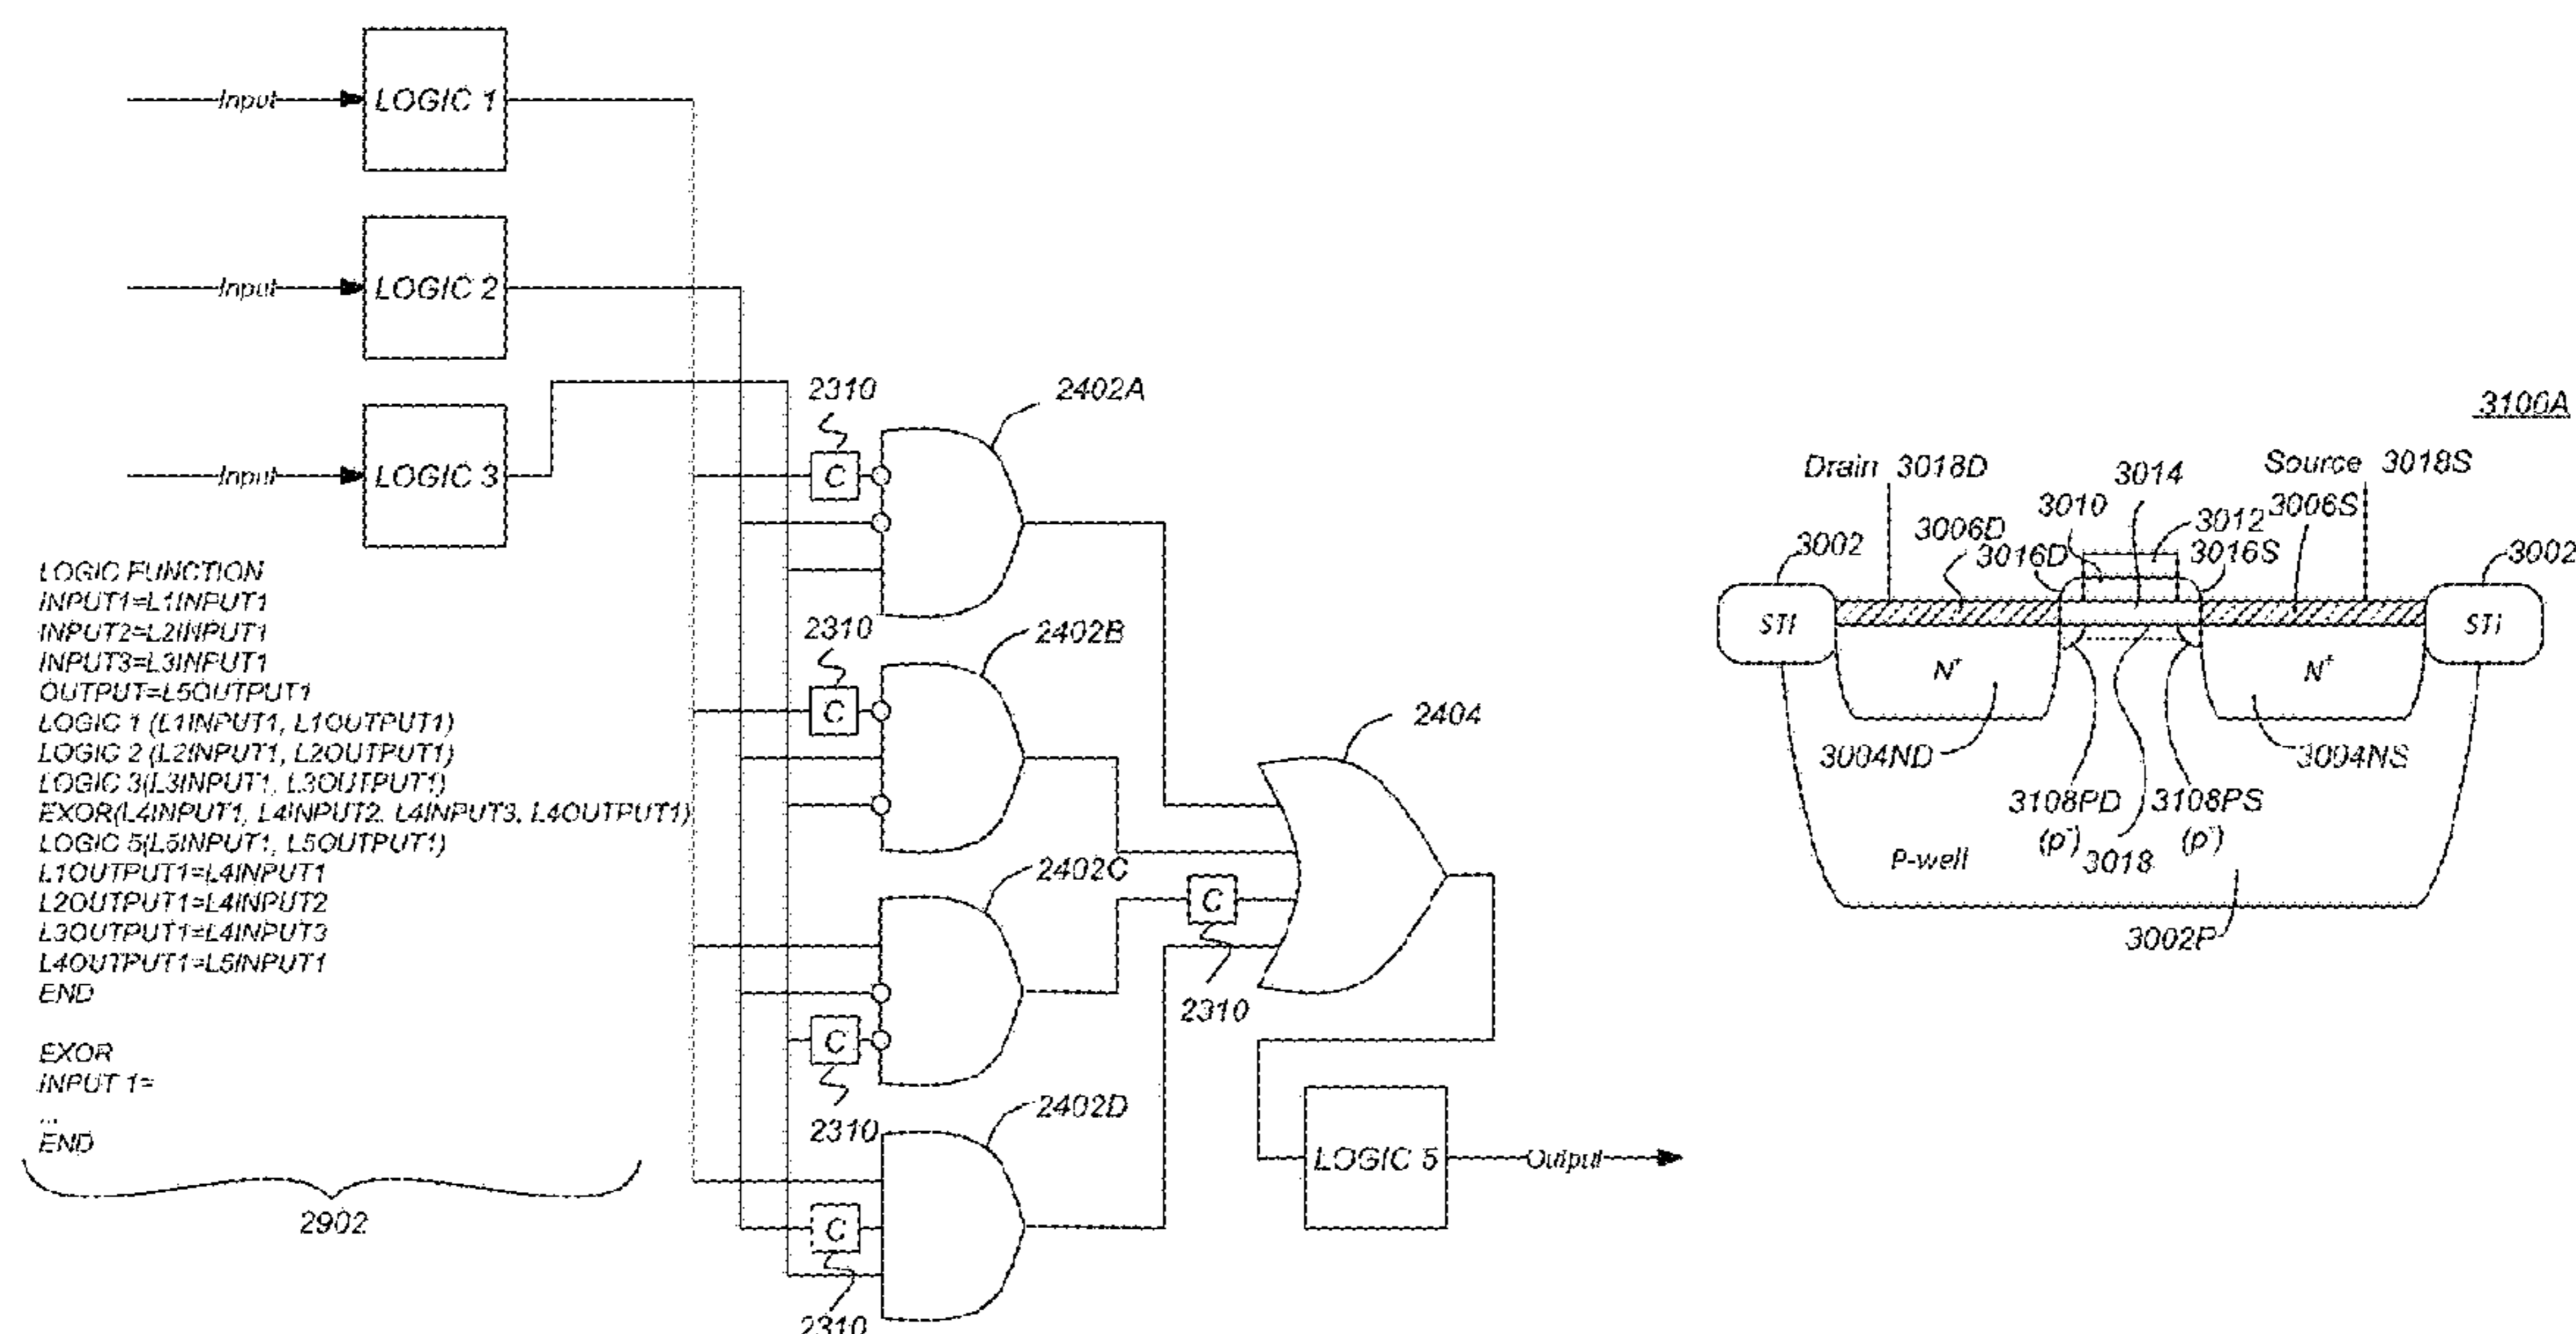 Input
LOGIC 1
Input
LOGIC 2
Input
LOGIC 3
LOGIC FUNCTION
INPUT1=L1INPUT1
INPUT2=L2INPUT1
INPUT3=L3INPUT1
OUTPUT=L5OUTPUT1
LOGIC 1 (L1INPUT1, L1OUTPUT1)
LOGIC 2 (L2INPUT1, L2OUTPUT1)
LOGIC 3(L3INPUT1, L3OUTPUT1)
EXOR(L4INPUT1, L4INPUT2, L4INPUT3, L4OUTPUT1)
LOGIC 5(L5INPUT1, L5OUTPUT1)
L1OUTPUT1=L4INPUT1
L2OUTPUT1=L4INPUT2
L3OUTPUT1=L4INPUT3
L4OUTPUT1=L5INPUT1
END
EXOR
INPUT 1=
...
END
2902
2310
2402A
C
2310
2402B
C
2402C
C
2310
C
2310
2402D
C
2310
2404
LOGIC 5
Output
3100A
Drain 3018D
Source 3018S
3014
3010
3012
3006S
3006D
3016D
3016S
3002
3002
STI
STI
N+
N+
3004ND
3004NS
3108PD
3108PS
(p-)
3018
(p-)
P-well
3002P